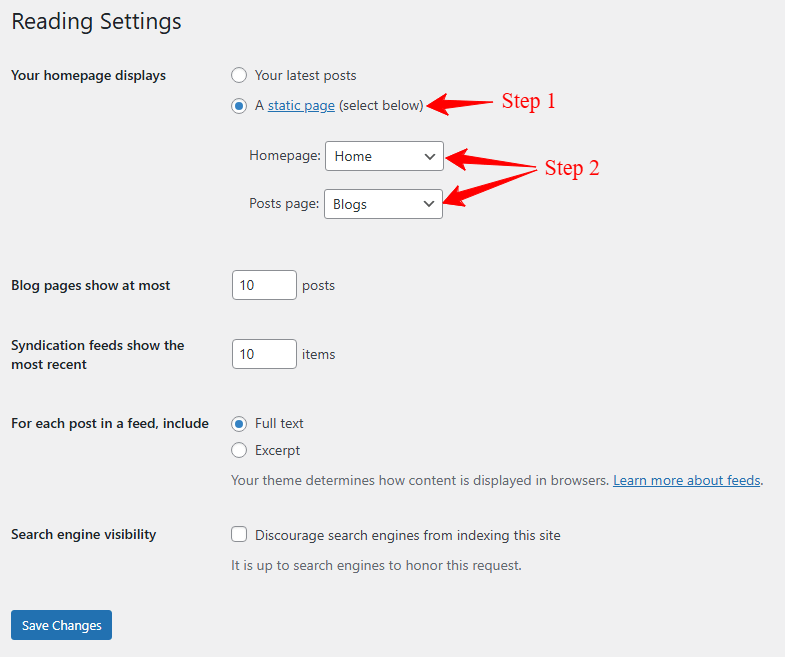 Reading Settings
Your homepage displays
Your latest posts
A static page (select below)
Step 1
Homepage: Home
Step 2
Posts page: Blogs
Blog pages show at most 10 posts
Syndication feeds show the
most recent
10 items
For each post in a feed, include
Full text
Excerpt
Your theme determines how content is displayed in browsers. Learn more about feeds.
Search engine visibility
Discourage search engines from indexing this site
It is up to search engines to honor this request.
Save Changes